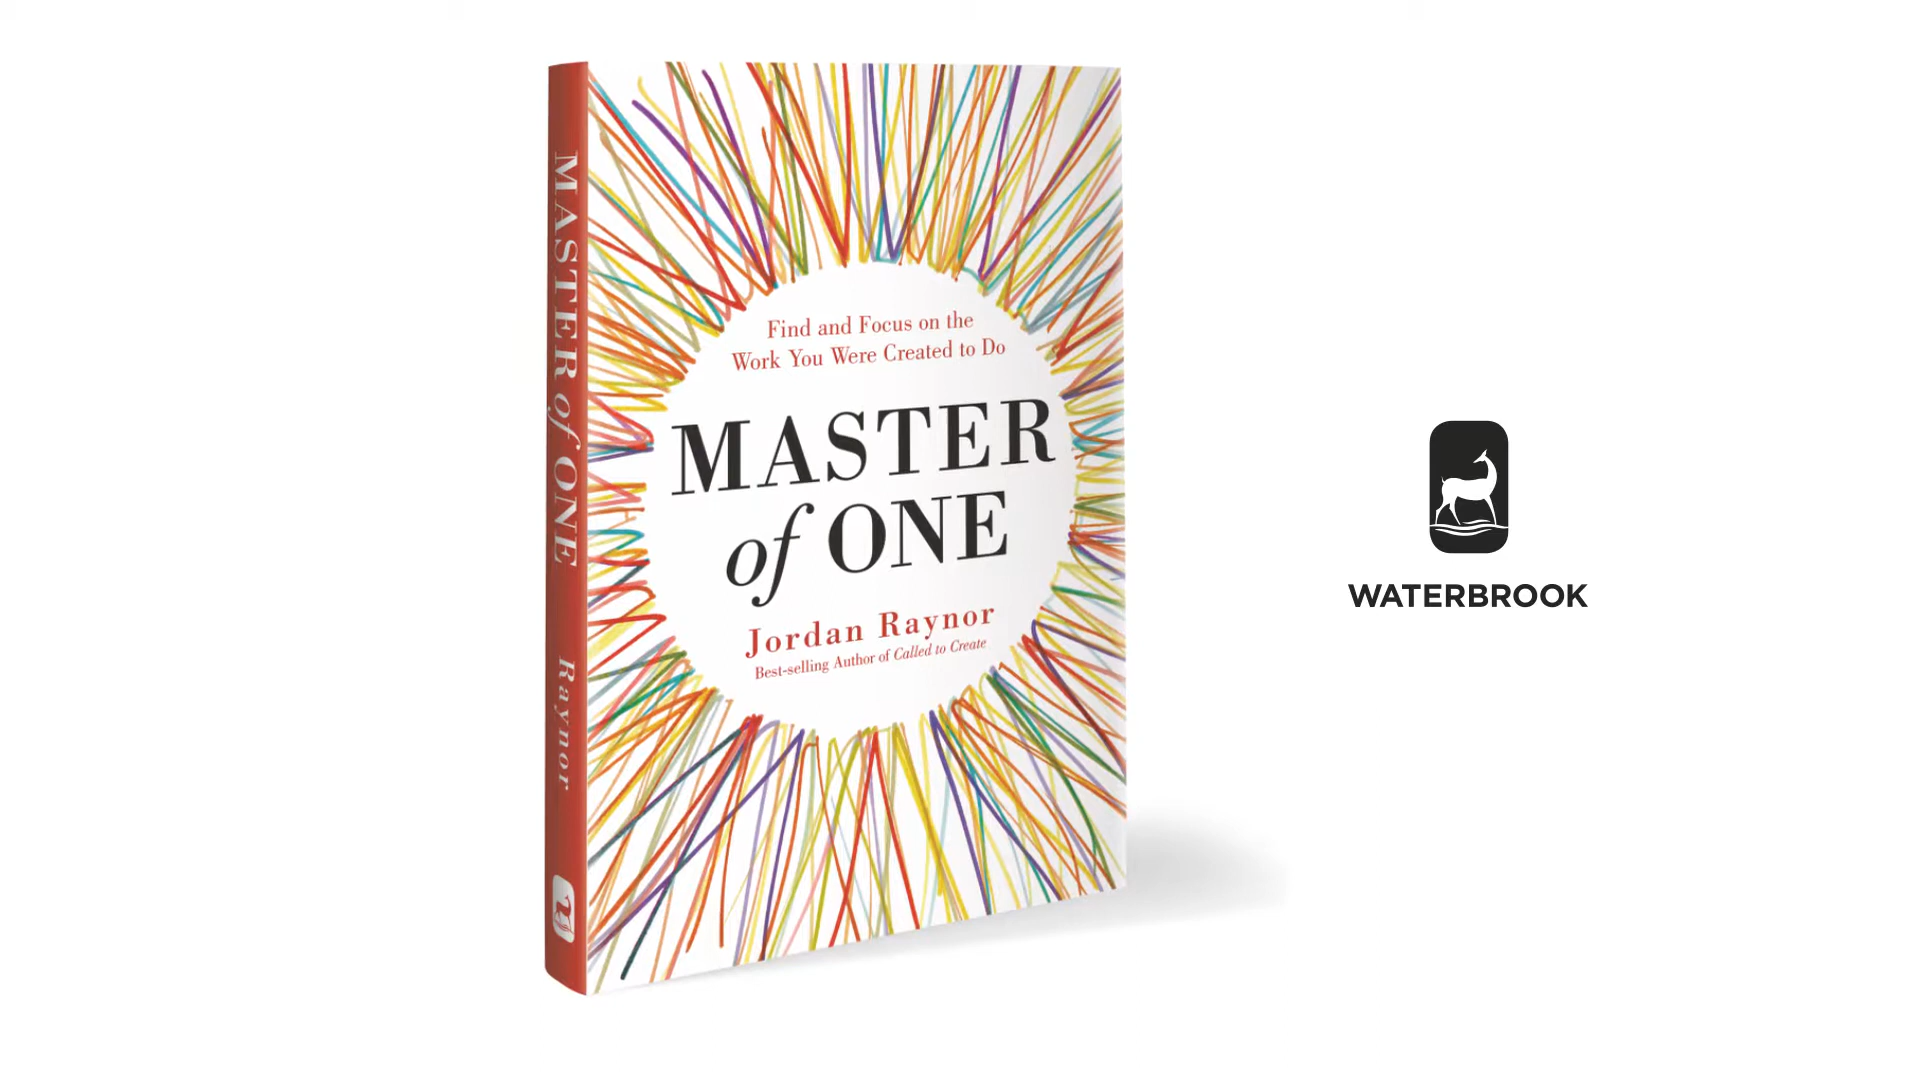 MASTER of ONE
Raynor
Find and Focus on the
Work You Were Created to Do
MASTER
of ONE
Jordan Raynor
Best-selling Author of Called to Create
WATERBROOK